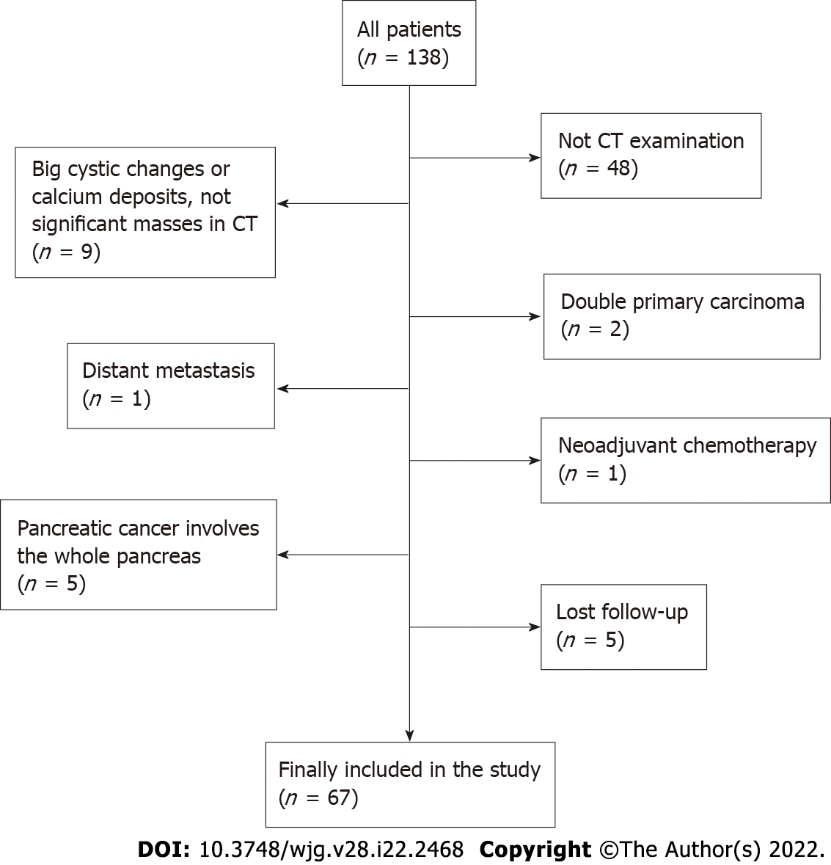 All patients
(n = 138)
Not CT examination
(n = 48)
Big cystic changes or
calcium deposits, not
significant masses in CT
(n = 9)
Double primary carcinoma
(n = 2)
Distant metastasis
(n = 1)
Neoadjuvant chemotherapy
(n = 1)
Pancreatic cancer involves
the whole pancreas
(n = 5)
Lost follow-up
(n = 5)
Finally included in the study
(n = 67)
DOI: 10.3748/wjg.v28.i22.2468 Copyright ©The Author(s) 2022.